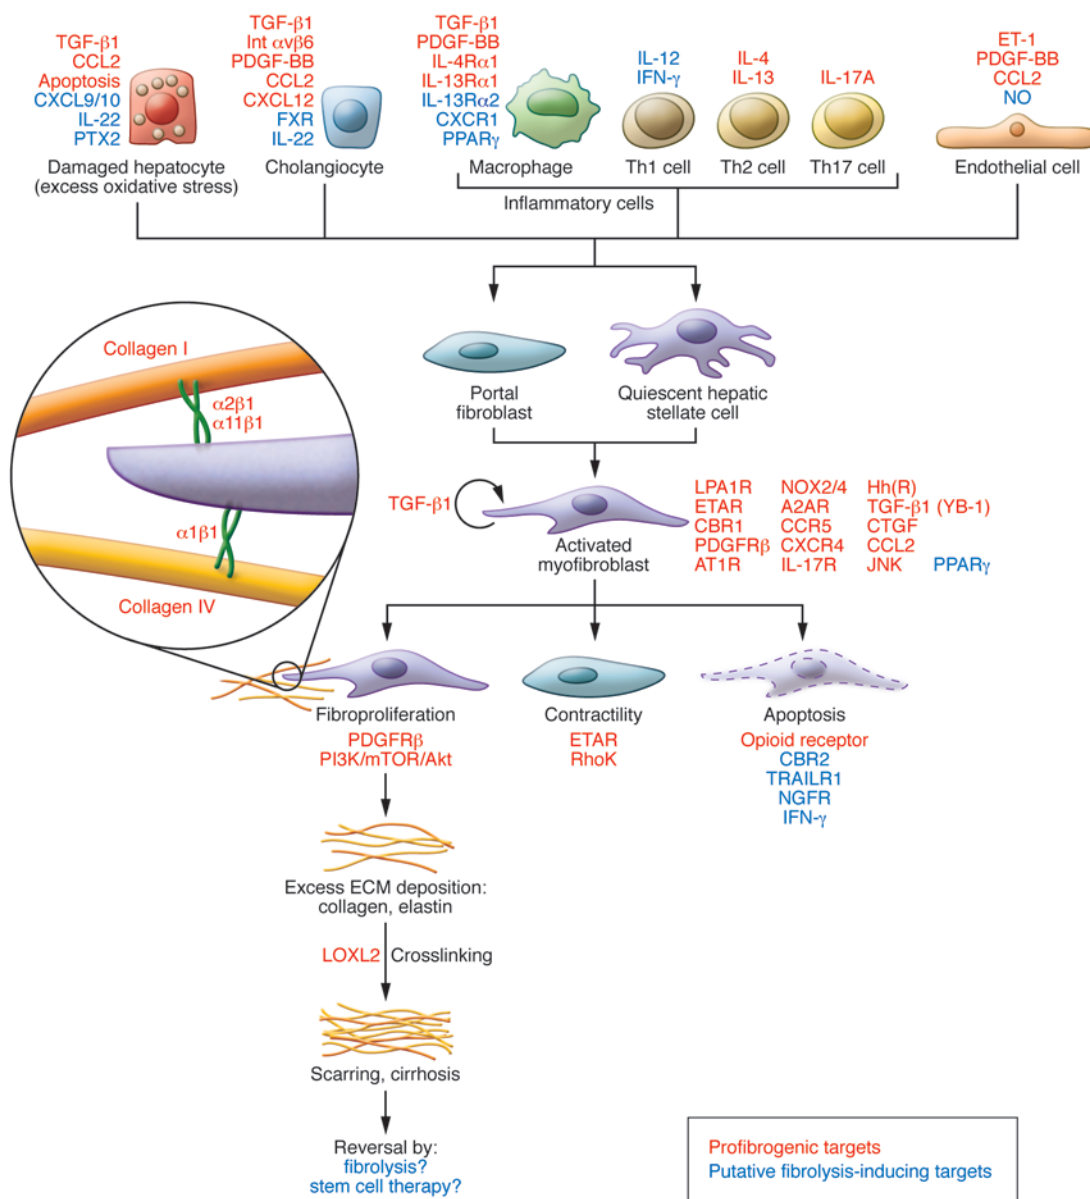 TGF-β1
CCL2
Apoptosis
CXCL9/10
IL-22
PTX2
Damaged hepatocyte
(excess oxidative stress)
TGF-β1
Int αvβ6
PDGF-BB
CCL2
CXCL12
FXR
IL-22
Cholangiocyte
TGF-β1
PDGF-BB
IL-4Rα1
IL-13Rα1
IL-13Rα2
CXCR1
PPARγ
Macrophage
IL-12
IFN-γ
Th1 cell
IL-4
IL-13
Th2 cell
IL-17A
Th17 cell
Inflammatory cells
ET-1
PDGF-BB
CCL2
NO
Endothelial cell
Portal
fibroblast
Quiescent hepatic
stellate cell
Collagen I
α2β1
α11β1
α1β1
Collagen IV
TGF-β1
Activated
myofibroblast
LPA1R NOX2/4 Hh(R)
ETAR A2AR TGF-β1 (YB-1)
CBR1 CCR5 CTGF
PDGFRβ CXCR4 CCL2
AT1R IL-17R JNK PPARγ
Fibroproliferation
PDGFRβ
PI3K/mTOR/Akt
Contractility
ETAR
RhoK
Apoptosis
Opioid receptor
CBR2
TRAILR1
NGFR
IFN-γ
Excess ECM deposition:
collagen, elastin
LOXL2 Crosslinking
Scarring, cirrhosis
Reversal by:
fibrolysis?
stem cell therapy?
Profibrogenic targets
Putative fibrolysis-inducing targets